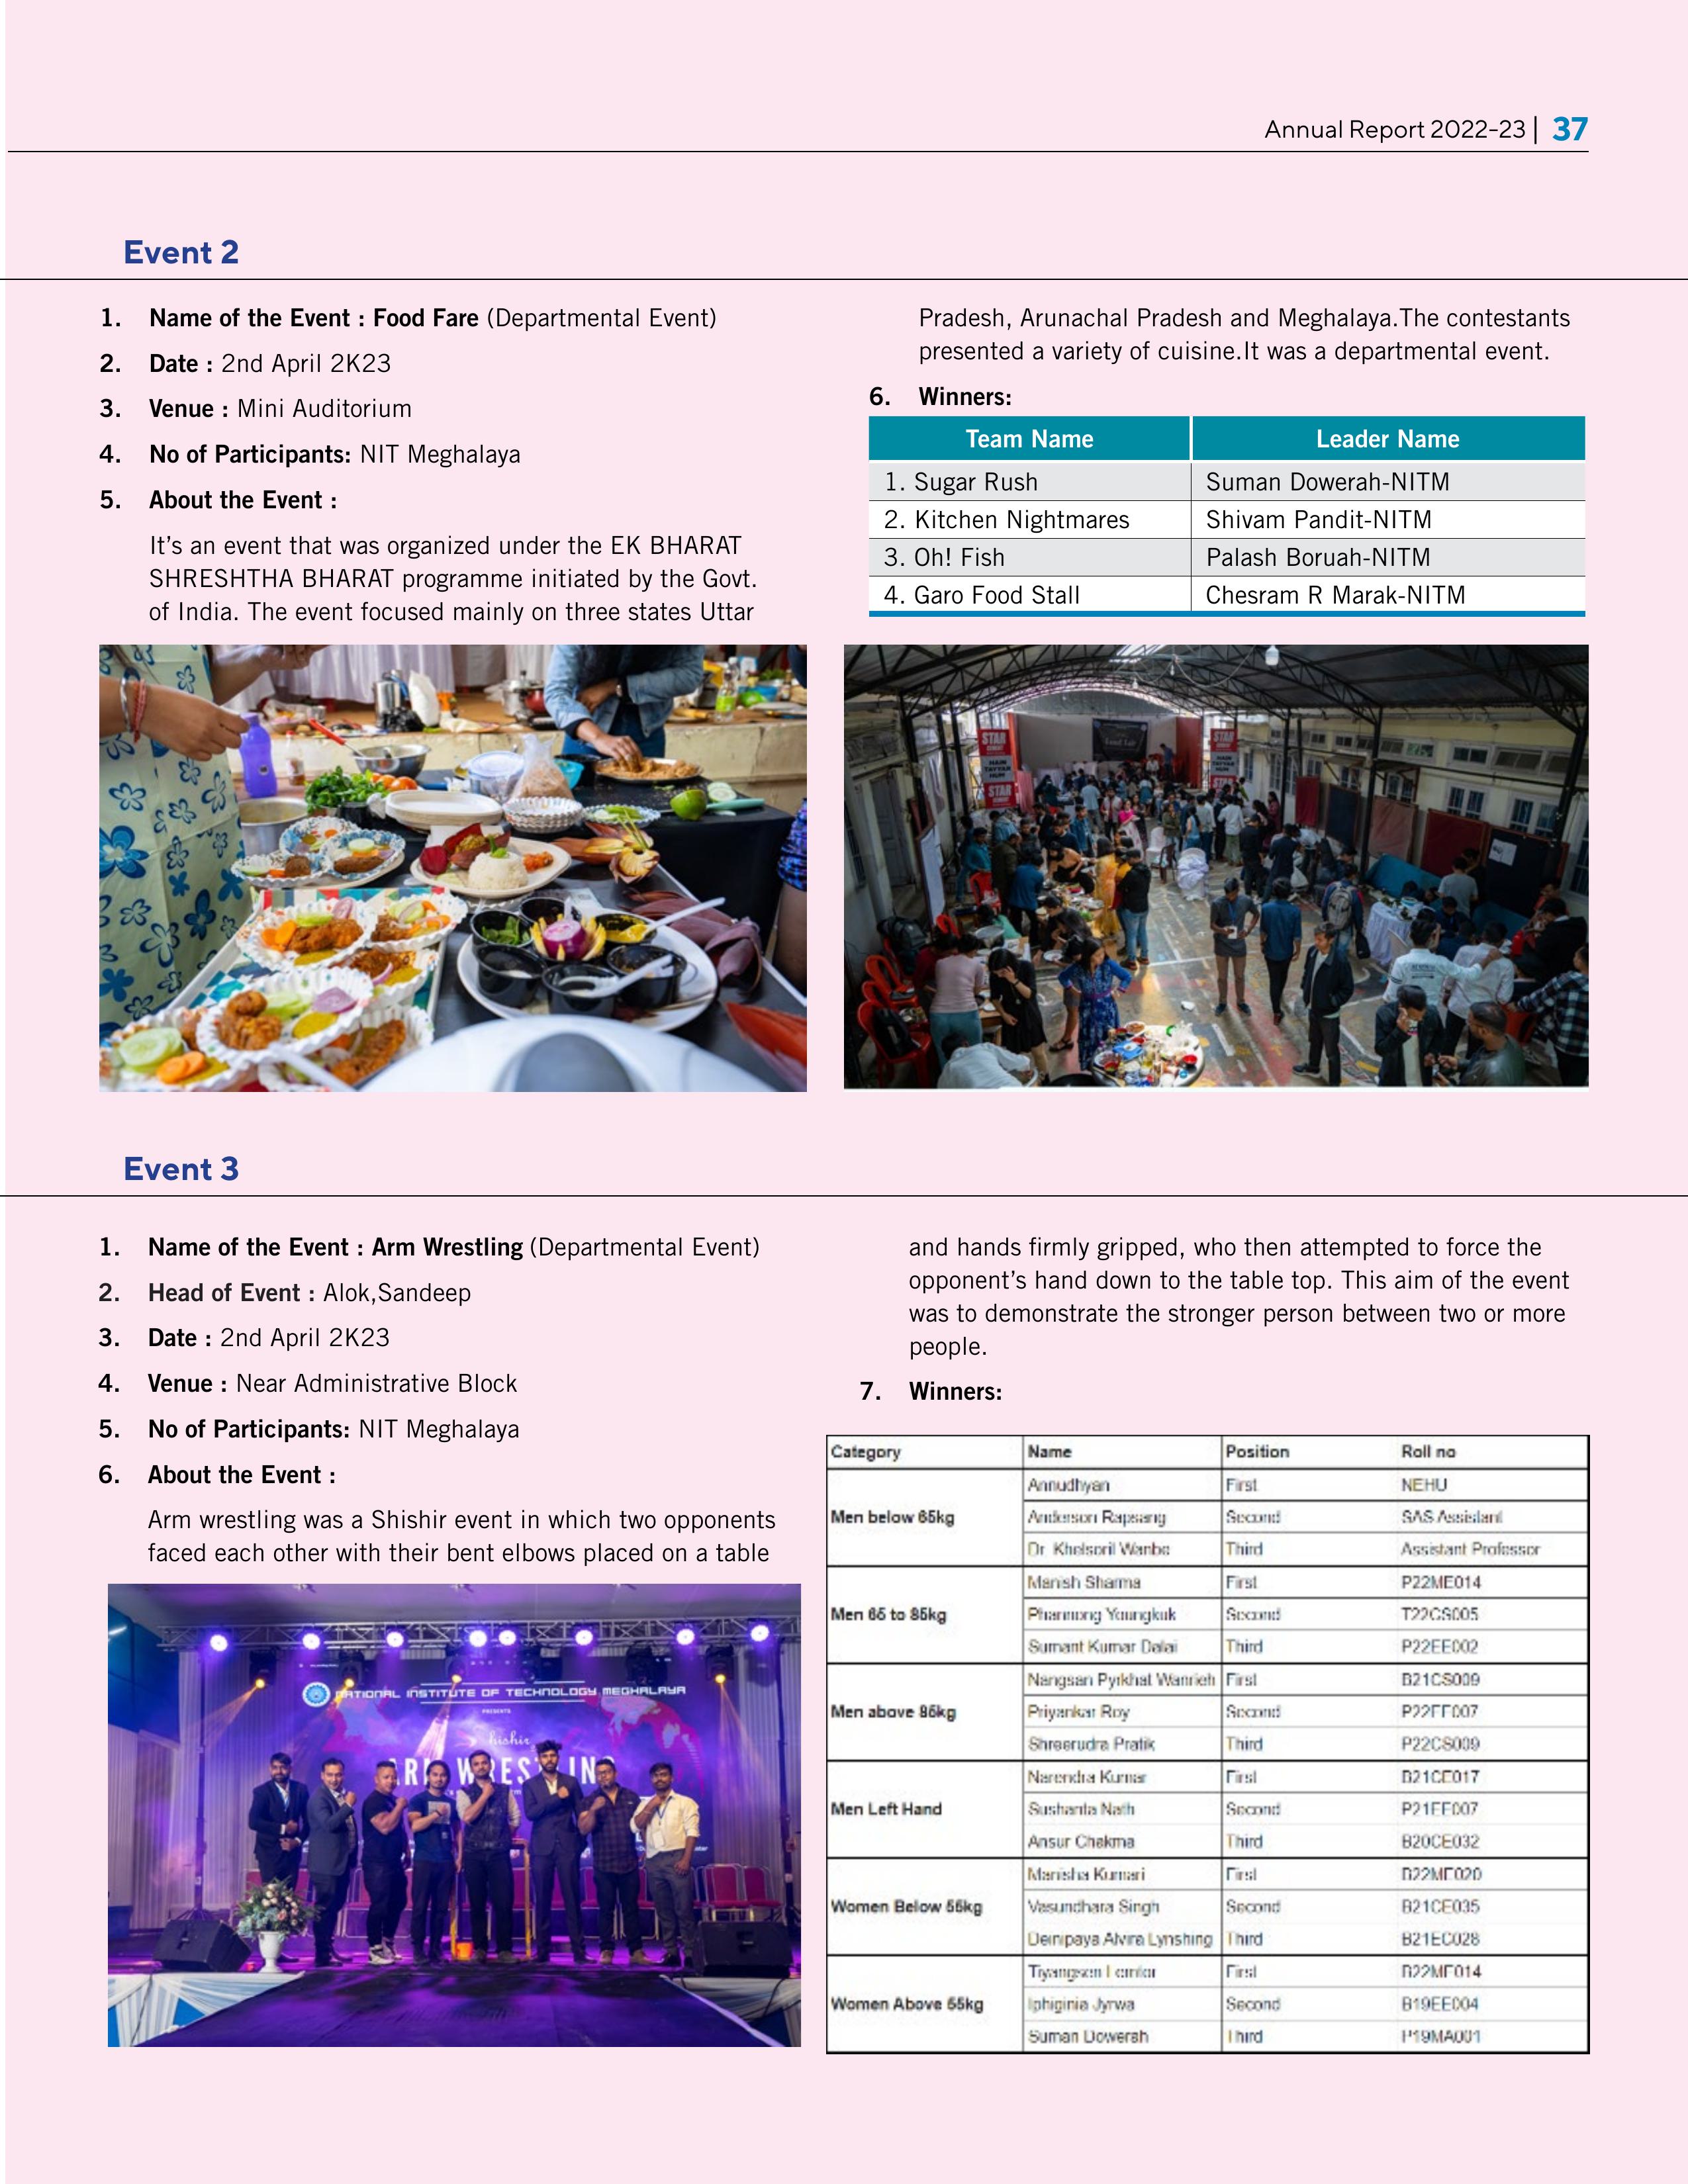 Annual Report 2022-23 | 37
Event 2
1. Name of the Event : Food Fare (Departmental Event)
2. Date : 2nd April 2K23
3. Venue : Mini Auditorium
4. No of Participants: NIT Meghalaya
5. About the Event :
It's an event that was organized under the EK BHARAT
SHRESHTHA BHARAT programme initiated by the Govt.
of India. The event focused mainly on three states Uttar
Pradesh, Arunachal Pradesh and Meghalaya.The contestants
presented a variety of cuisine.It was a departmental event.
6. Winners:
Team Name Leader Name
1. Sugar Rush Suman Dowerah-NITM
2. Kitchen Nightmares Shivam Pandit-NITM
3. Oh! Fish Palash Boruah-NITM
4. Garo Food Stall Chesram R Marak-NITM
STAR
HAIN
TAYYAR
HUM
STAR
STAR
HAIN
TAYYAR
HUM
STAR
Event 3
1. Name of the Event : Arm Wrestling (Departmental Event)
2. Head of Event : Alok,Sandeep
3. Date : 2nd April 2K23
4. Venue : Near Administrative Block
5. No of Participants: NIT Meghalaya
6. About the Event :
Arm wrestling was a Shishir event in which two opponents
faced each other with their bent elbows placed on a table
and hands firmly gripped, who then attempted to force the
opponent's hand down to the table top. This aim of the event
was to demonstrate the stronger person between two or more
people.
7. Winners:
NATIONAL INSTITUTE OF TECHNOLOGY MEGHALAYA
PRESENTS
Shishir
Category Name Position Roll no
Men below 65kg Annudhyan First NEHU
Anderson Rapsang Second SAS Assistant
Dr. Khelsoril Wanbe Third Assistant Professor
Men 65 to 85kg Manish Sharma First P22ME014
Phannong Youngkuk Second T22CS005
Sumant Kumar Dalai Third P22EE002
Men above 85kg Nangsan Pyrkhat Wanrieh First B21CS009
Priyankar Roy Second P22EE007
Shreerudra Pratik Third P22CS009
Men Left Hand Narendra Kumar First B21CE017
Sushanta Nath Second P21EE007
Ansur Chakma Third B20CE032
Women Below 55kg Manisha Kumari First B22ME020
Vasundhara Singh Second B21CE035
Deinipaya Alvira Lynshing Third B21EC028
Women Above 55kg First B22ME014
Iphiginia Jyrwa Second B19EE004
Suman Dowerah Third P19MA001